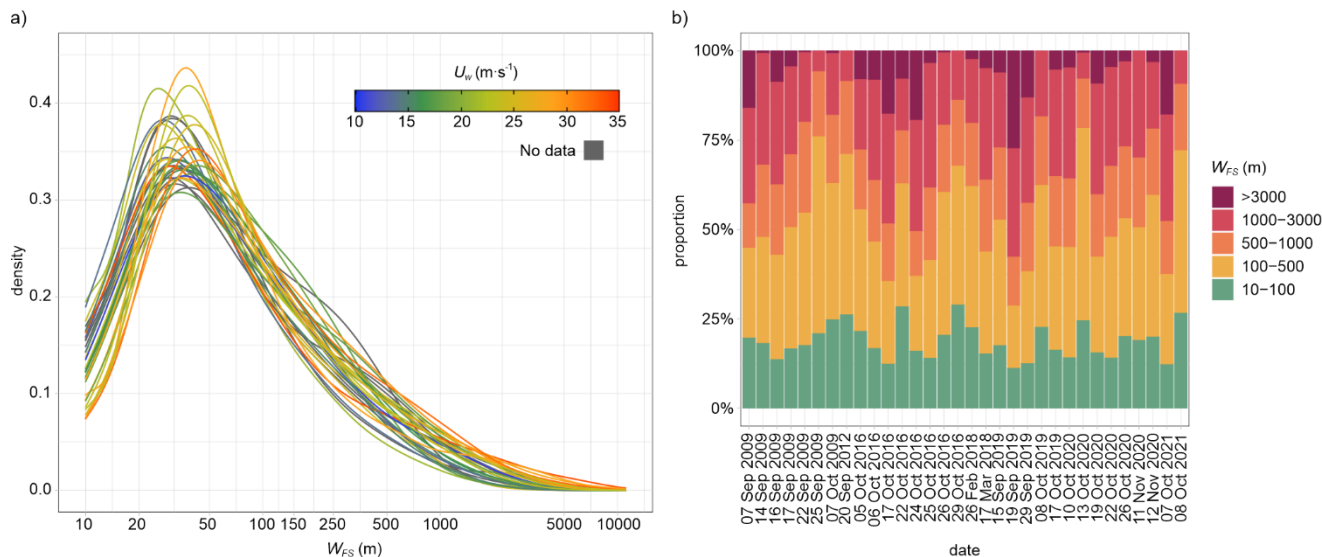 a)
density
0.4
0.3
0.2
0.1
0.0
U_w (m·s⁻¹)
10 15 20 25 30 35
No data
10 20 50 100 150 250 500 1000 5000 10000
W_FS (m)
b)
proportion
100%
75%
50%
25%
0%
07 Sep 2009
14 Sep 2009
16 Sep 2009
17 Sep 2009
22 Sep 2009
25 Sep 2009
07 Oct 2009
20 Sep 2012
05 Oct 2016
06 Oct 2016
17 Oct 2016
22 Oct 2016
24 Oct 2016
25 Oct 2016
26 Oct 2016
29 Oct 2016
26 Feb 2018
17 Mar 2018
15 Sep 2019
19 Sep 2019
29 Sep 2019
08 Oct 2019
17 Oct 2019
10 Oct 2020
13 Oct 2020
19 Oct 2020
22 Oct 2020
26 Oct 2020
11 Nov 2020
12 Nov 2020
07 Oct 2021
08 Oct 2021
date
W_FS (m)
>3000
1000−3000
500−1000
100−500
10−100